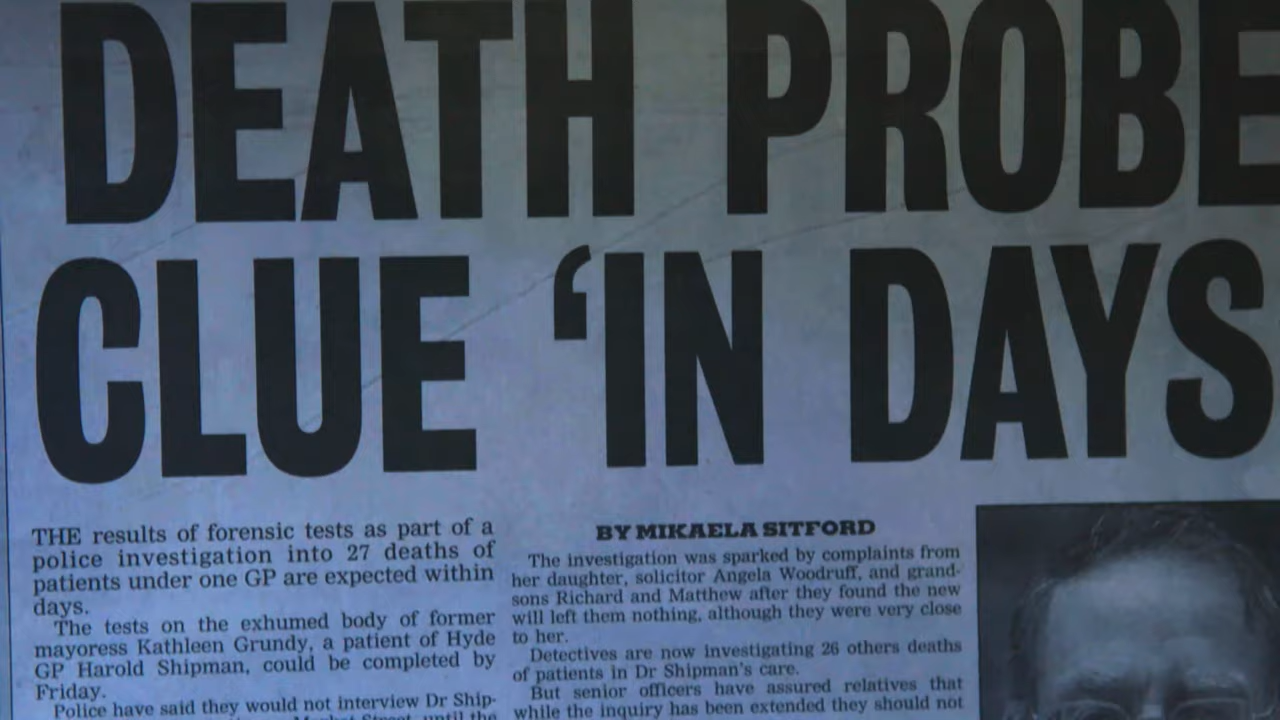 DEATH PROBE
CLUE 'IN DAYS
THE results of forensic tests as part of a
police investigation into 27 deaths of
patients under one GP are expected within
days.
The tests on the exhumed body of former
mayoress Kathleen Grundy, a patient of Hyde
GP Harold Shipman, could be completed by
Friday.
Police have said they would not interview Dr Ship-
Market Street, until the
BY MIKAELA SITFORD
The investigation was sparked by complaints from
her daughter, solicitor Angela Woodruff, and grand-
sons Richard and Matthew after they found the new
will left them nothing, although they were very close
to her.
Detectives are now investigating 26 others deaths
of patients in Dr Shipman's care.
But senior officers have assured relatives that
while the inquiry has been extended they should not